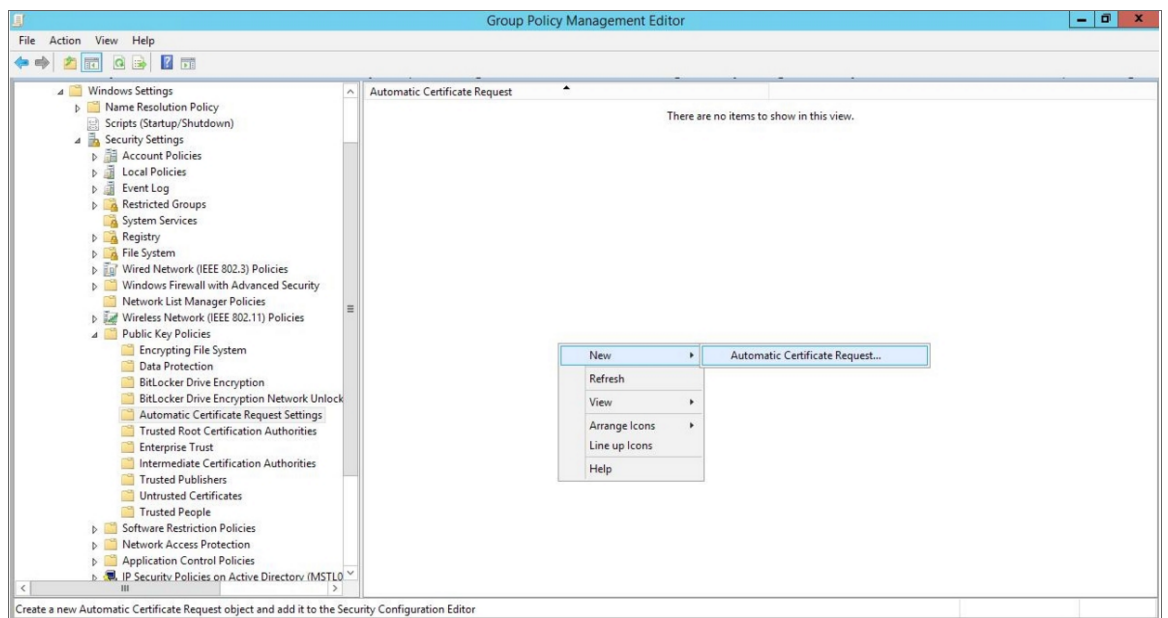 Group Policy Management Editor
File Action View Help
Windows Settings
Name Resolution Policy
Scripts (Startup/Shutdown)
Security Settings
Account Policies
Local Policies
Event Log
Restricted Groups
System Services
Registry
File System
Wired Network (IEEE 802.3) Policies
Windows Firewall with Advanced Security
Network List Manager Policies
Wireless Network (IEEE 802.11) Policies
Public Key Policies
Encrypting File System
Data Protection
BitLocker Drive Encryption
BitLocker Drive Encryption Network Unlock
Automatic Certificate Request Settings
Trusted Root Certification Authorities
Enterprise Trust
Intermediate Certification Authorities
Trusted Publishers
Untrusted Certificates
Trusted People
Software Restriction Policies
Network Access Protection
Application Control Policies
IP Security Policies on Active Directory (MSTL0
Automatic Certificate Request
There are no items to show in this view.
New
Automatic Certificate Request...
Refresh
View
Arrange Icons
Line up Icons
Help
Create a new Automatic Certificate Request object and add it to the Security Configuration Editor